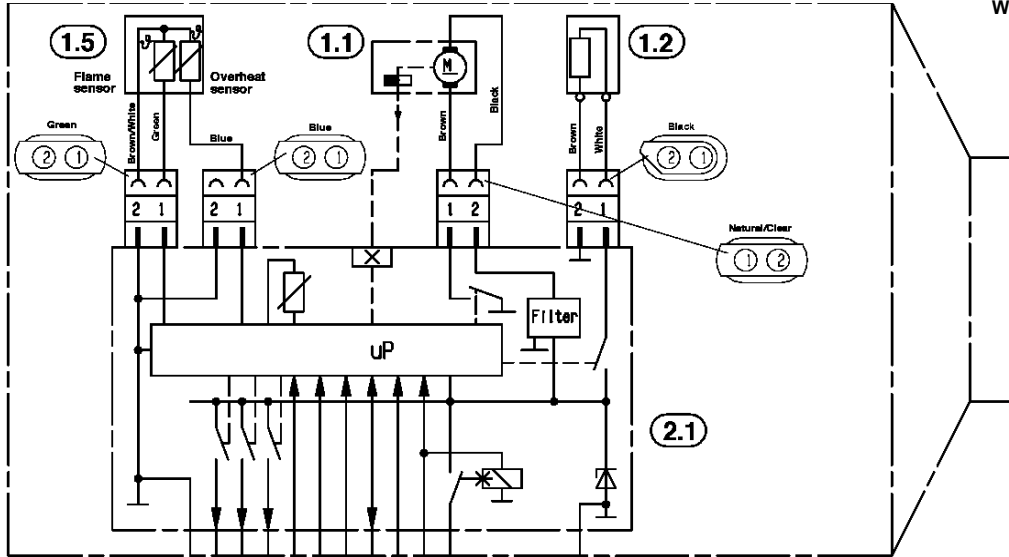 W
1.5
1.1
1.2
Flame
sensor
Overheat
sensor
ϑ
ϑ
M
Brown/White
Green
Blue
Brown
Black
Brown
White
Green
2 1
Blue
2 1
Black
2 1
2 1
2 1
1 2
2 1
Natural/Clear
1 2
Filter
uP
2.1